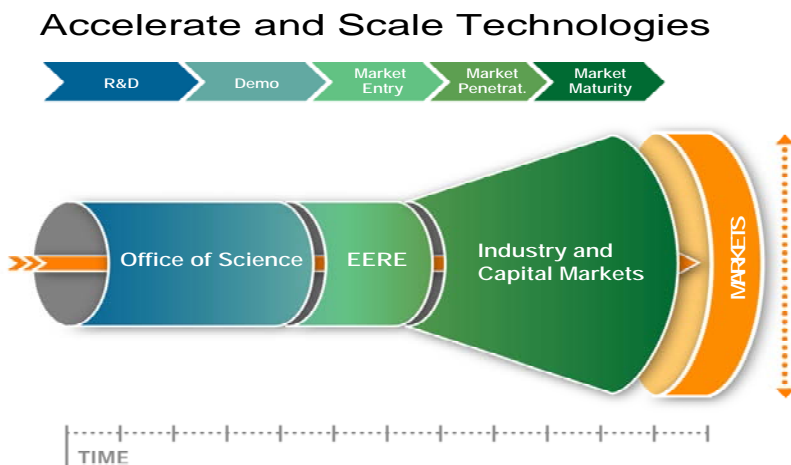 Accelerate and Scale Technologies
R&D
Demo
Market
Entry
Market
Penetrat.
Market
Maturity
Office of Science
EERE
Industry and
Capital Markets
MARKETS
TIME